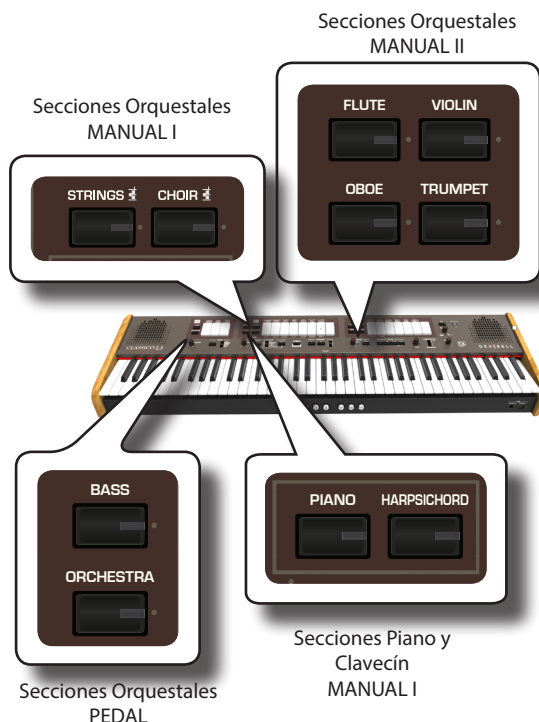 Secciones Orquestales
MANUAL II
FLUTE VIOLIN
OBOE TRUMPET
Secciones Orquestales
MANUAL I
STRINGS CHOIR
BASS
ORCHESTRA
PIANO HARPSICHORD
Secciones Orquestales
PEDAL
Secciones Piano y
Clavecín
MANUAL I